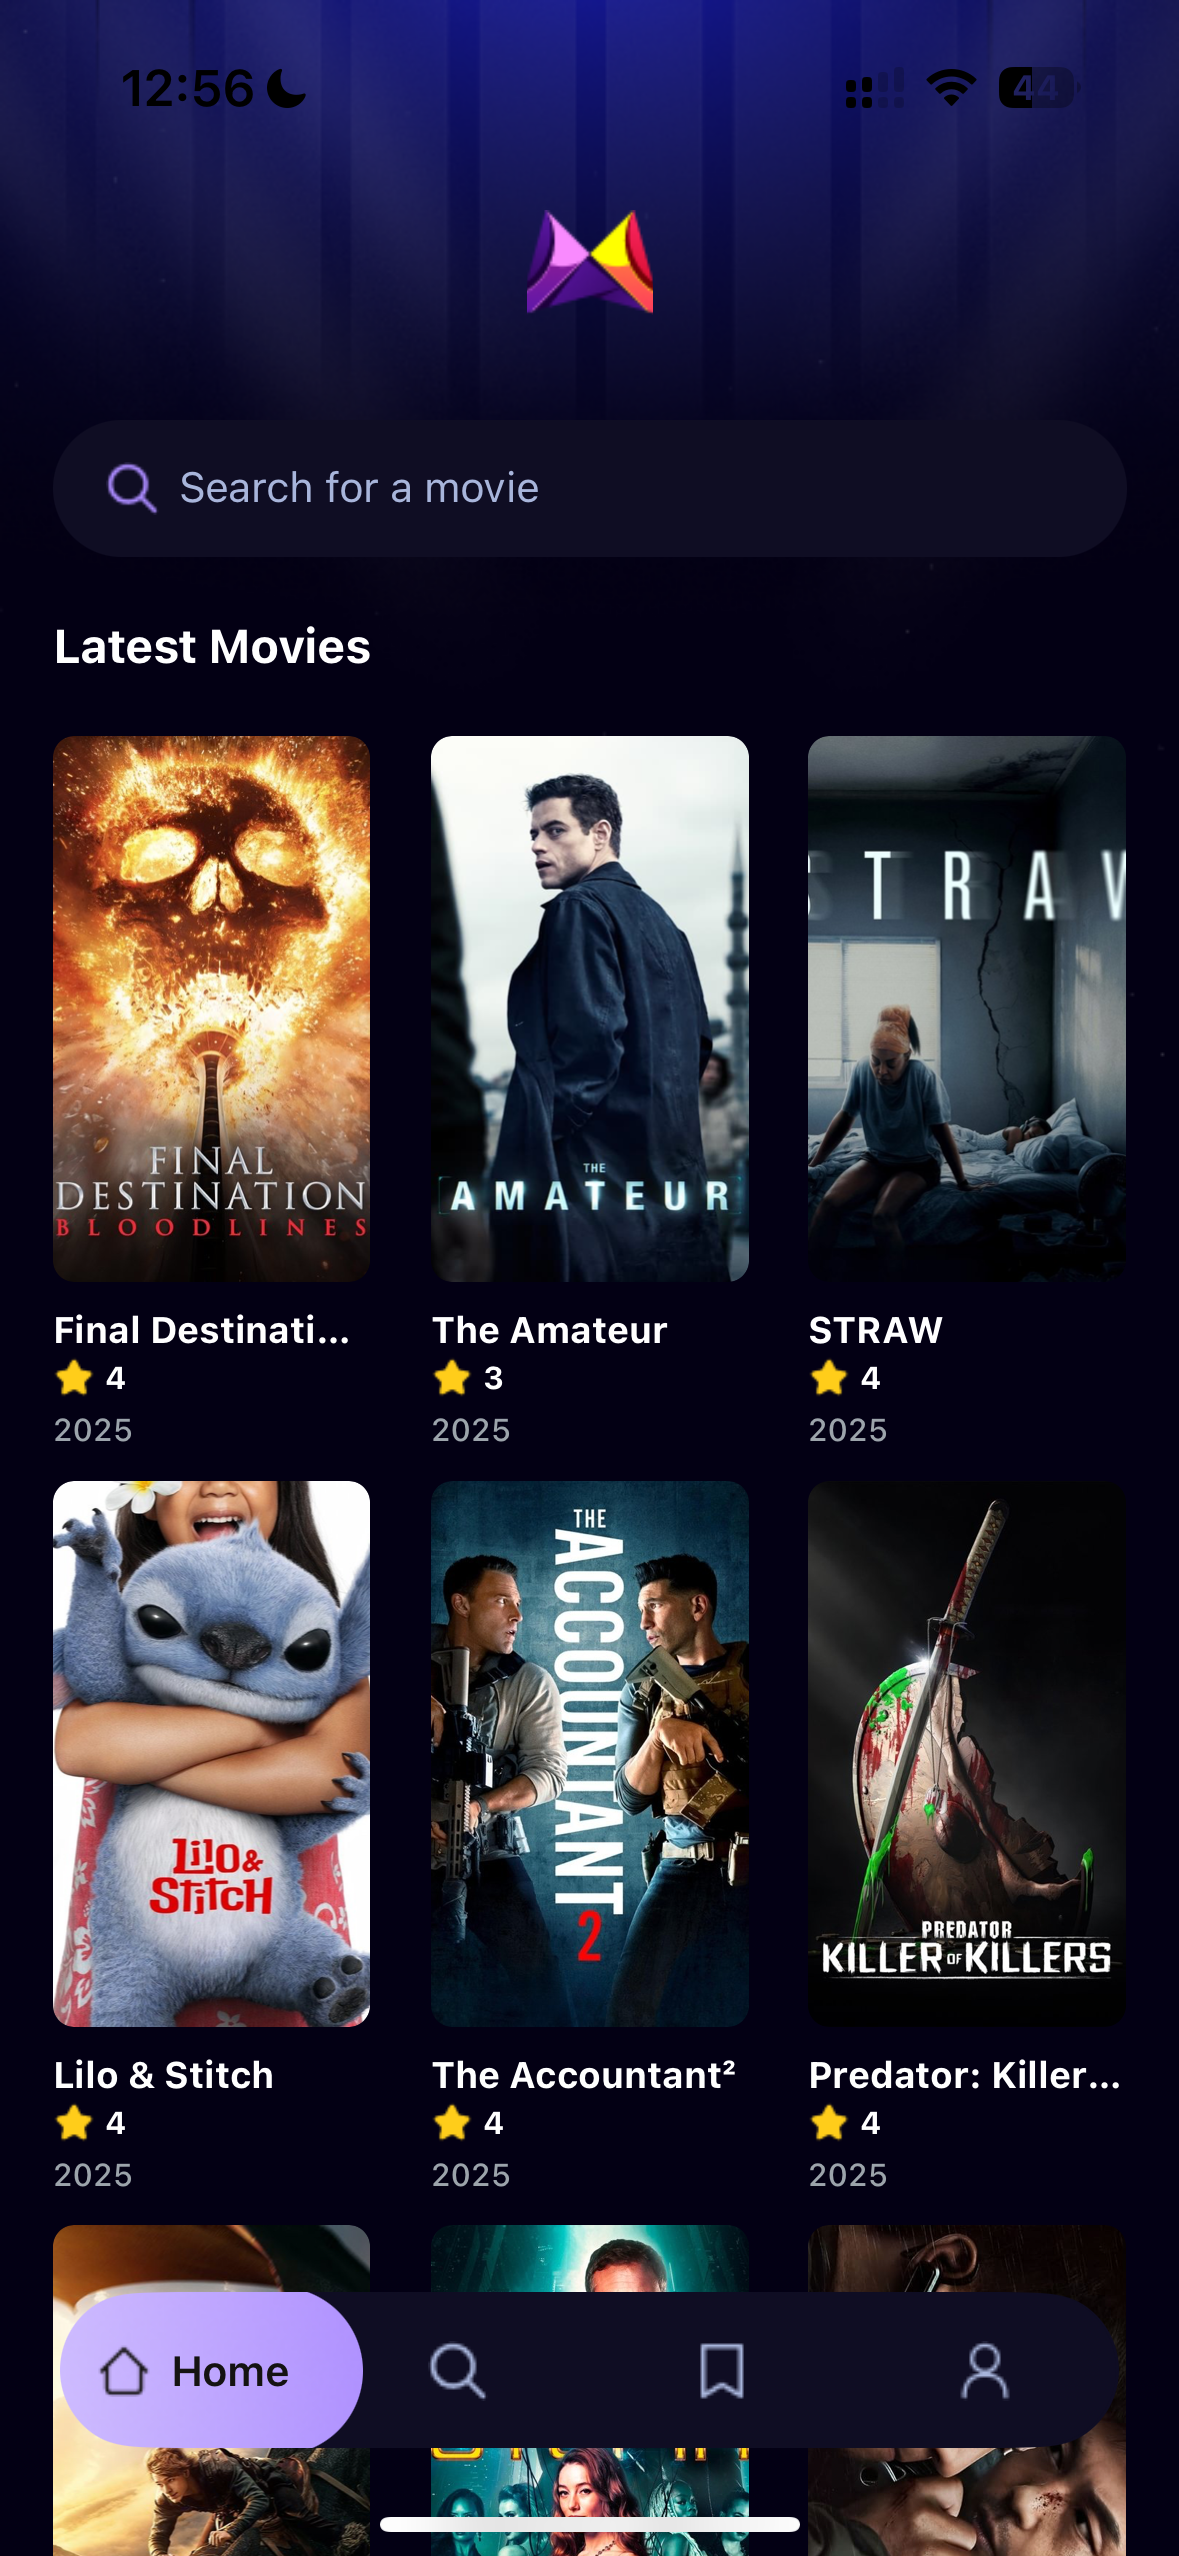 12:56
44
Search for a movie
Latest Movies
STRAW
FINAL
DESTINATION
BLOODLINES
THE
AMATEUR
Final Destinati...
The Amateur
STRAW
4
3
4
2025
2025
2025
THE
ACCOUNTANT
2
LiLO &
STITCH
PREDATOR
KILLER OF KILLERS
Lilo & Stitch
The Accountant²
Predator: Killer...
4
4
4
2025
2025
2025
Home